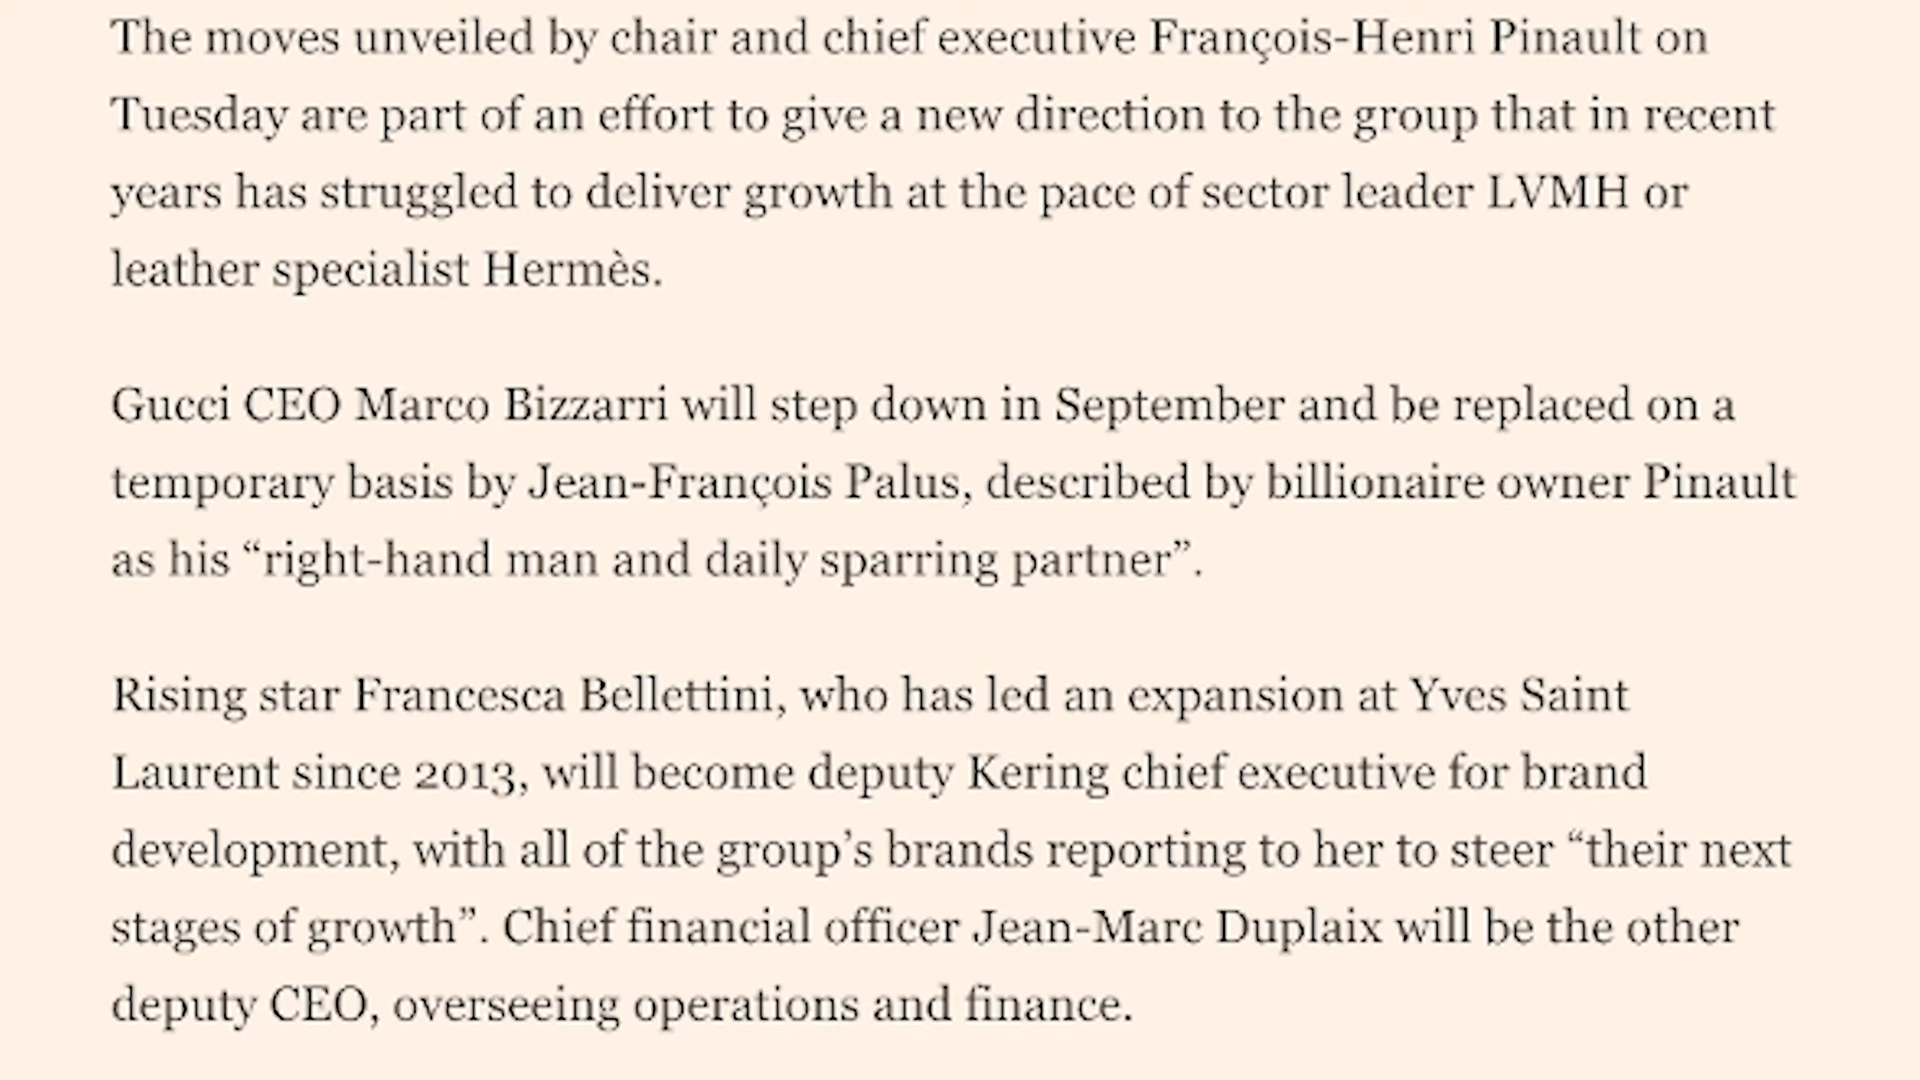 The moves unveiled by chair and chief executive François-Henri Pinault on
Tuesday are part of an effort to give a new direction to the group that in recent
years has struggled to deliver growth at the pace of sector leader LVMH or
leather specialist Hermès.
Gucci CEO Marco Bizzarri will step down in September and be replaced on a
temporary basis by Jean-François Palus, described by billionaire owner Pinault
as his “right-hand man and daily sparring partner”.
Rising star Francesca Bellettini, who has led an expansion at Yves Saint
Laurent since 2013, will become deputy Kering chief executive for brand
development, with all of the group’s brands reporting to her to steer “their next
stages of growth”. Chief financial officer Jean-Marc Duplaix will be the other
deputy CEO, overseeing operations and finance.